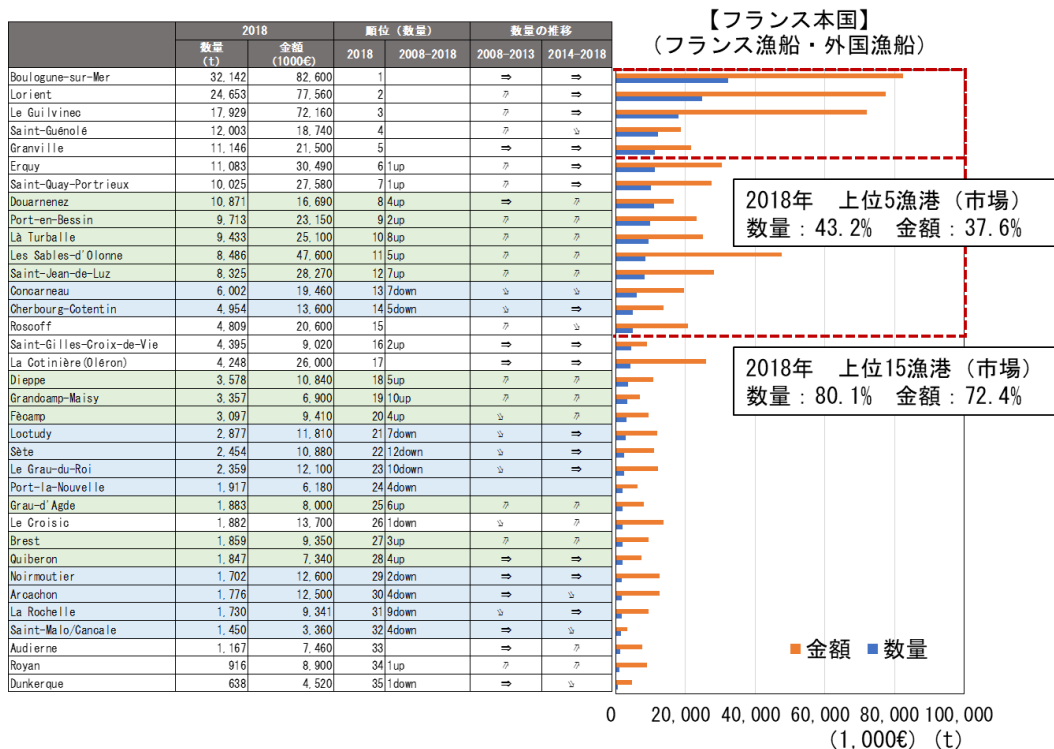 【フランス本国】
(フランス漁船・外国漁船)
2018 順位(数量) 数量の推移
数量(t) 金額(1000€) 2018 2008-2018 2008-2013 2014-2018
Boulogune-sur-Mer 32,142 82,600 1 ⇒ ⇒
Lorient 24,653 77,560 2 ⇗ ⇒
Le Guilvinec 17,929 72,160 3 ⇗ ⇒
Saint-Guénolé 12,003 18,740 4 ⇗ ⇘
Granville 11,146 21,500 5 ⇒ ⇒
Erquy 11,083 30,490 6 1up ⇗ ⇒
Saint-Quay-Portrieux 10,025 27,580 7 1up ⇗ ⇒
Douarnenez 10,871 16,690 8 4up ⇒ ⇗
Port-en-Bessin 9,713 23,150 9 2up ⇗ ⇗
Là Turballe 9,433 25,100 10 8up ⇗ ⇗
Les Sables-d'Olonne 8,486 47,600 11 5up ⇗ ⇗
Saint-Jean-de-Luz 8,325 28,270 12 7up ⇗ ⇗
Concarneau 6,002 19,460 13 7down ⇘ ⇘
Cherbourg-Cotentin 4,954 13,600 14 5down ⇘ ⇒
Roscoff 4,809 20,600 15 ⇗ ⇘
Saint-Gilles-Croix-de-Vie 4,395 9,020 16 2up ⇒ ⇒
La Cotinière(Oléron) 4,248 26,000 17 ⇒ ⇒
Dieppe 3,578 10,840 18 5up ⇗ ⇗
Grandcamp-Maisy 3,357 6,900 19 10up ⇗ ⇗
Fècamp 3,097 9,410 20 4up ⇘ ⇗
Loctudy 2,877 11,810 21 7down ⇘ ⇒
Sète 2,454 10,880 22 12down ⇘ ⇒
Le Grau-du-Roi 2,359 12,100 23 10down ⇘ ⇒
Port-la-Nouvelle 1,917 6,180 24 4down
Grau-d'Agde 1,883 8,000 25 6up ⇗ ⇗
Le Croisic 1,882 13,700 26 1down ⇘ ⇗
Brest 1,859 9,350 27 3up ⇗ ⇗
Quiberon 1,847 7,340 28 4up ⇒ ⇒
Noirmoutier 1,702 12,600 29 2down ⇒ ⇒
Arcachon 1,776 12,500 30 4down ⇒ ⇘
La Rochelle 1,730 9,341 31 9down ⇘ ⇒
Saint-Malo/Cancale 1,450 3,360 32 4down ⇒ ⇘
Audierne 1,167 7,460 33 ⇒ ⇗
Royan 916 8,900 34 1up ⇗ ⇗
Dunkerque 638 4,520 35 1down ⇒ ⇘
2018年 上位5漁港(市場)
数量:43.2% 金額:37.6%
2018年 上位15漁港(市場)
数量:80.1% 金額:72.4%
金額 数量
0 20,000 40,000 60,000 80,000 100,000
(1,000€) (t)